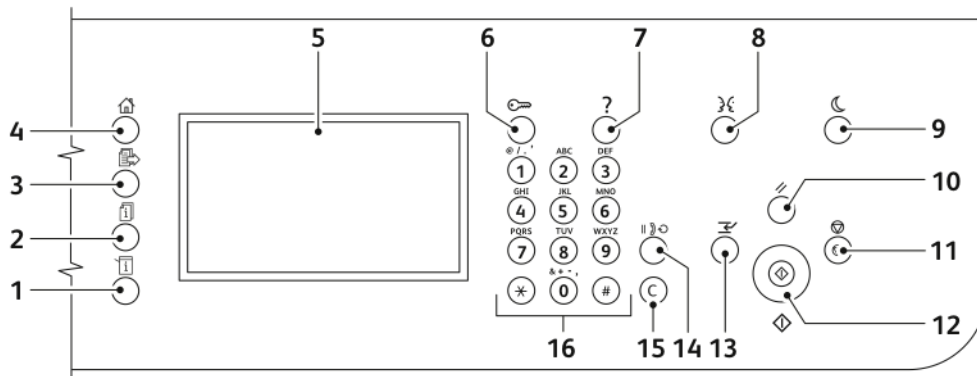 5
6
7
8
4
9
@ / . '
ABC
DEF
1
2
3
3
GHI
JKL
MNO
10
4
5
6
2
PQRS
TUV
WXYZ
7
8
9
11
& + - ,
1
*
0
#
C
12
16
15
14
13